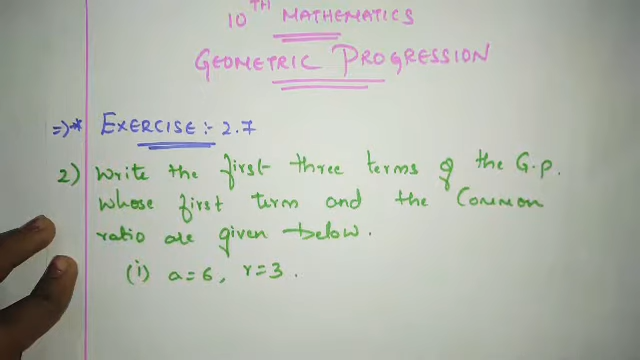 10TH MATHEMATICS
GEOMETRIC PROGRESSION
=>* EXERCISE:- 2.7
2) Write the first three terms of the G.P.
whose first term and the Common
ratio are given below.
(i) a=6, r=3.